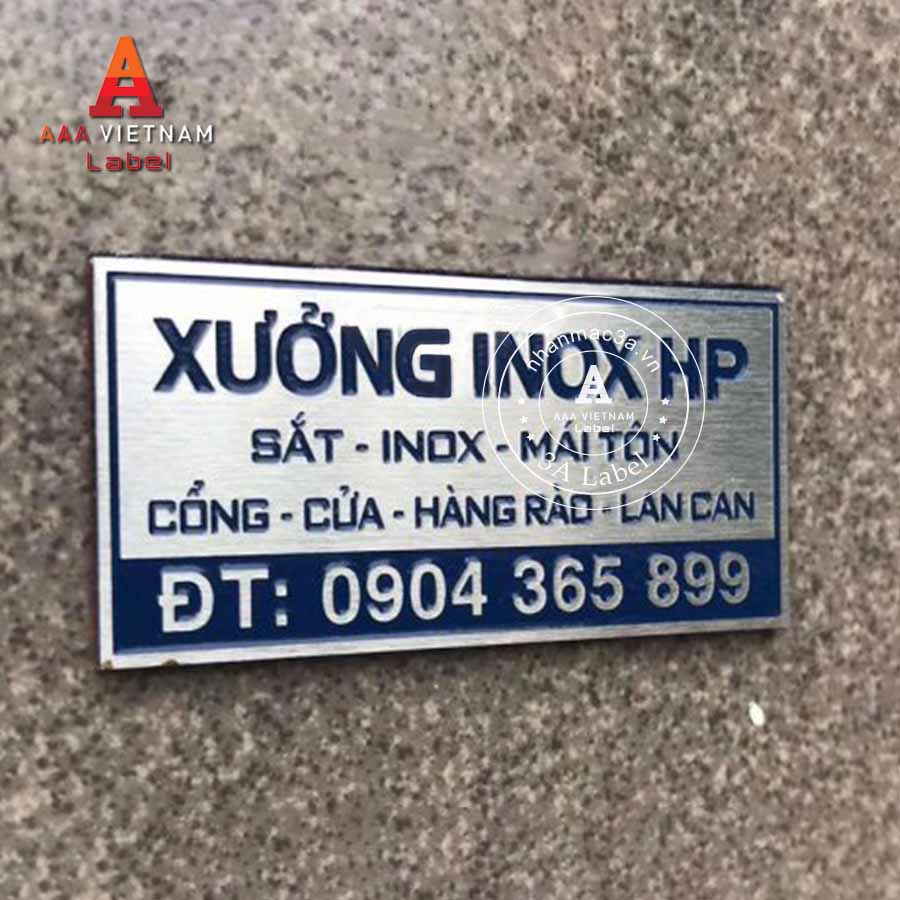 A
AAA VIETNAM
Label
XƯỞNG INOX HP
SẮT - INOX - MÁI TÔN
CỔNG - CỬA - HÀNG RÀO - LAN CAN
ĐT: 0904 365 899
nhanmac3a.vn
A
AAA VIETNAM
Label
3A Label